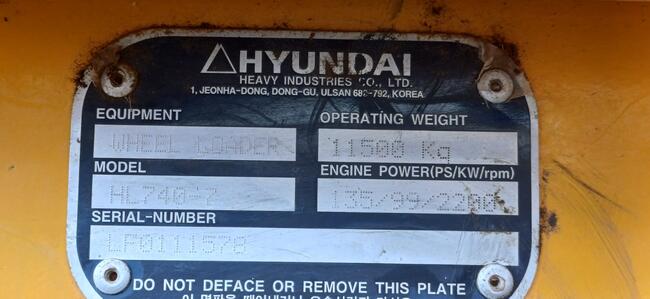 HYUNDAI
HEAVY INDUSTRIES CO., LTD.
1, JEONHA-DONG, DONG-GU, ULSAN 682-792, KOREA
EQUIPMENT
WHEEL LOADER
OPERATING WEIGHT
11500 Kg
MODEL
HL740-7
ENGINE POWER(PS/KW/rpm)
135/99/2200
SERIAL-NUMBER
LF0111578
DO NOT DEFACE OR REMOVE THIS PLATE